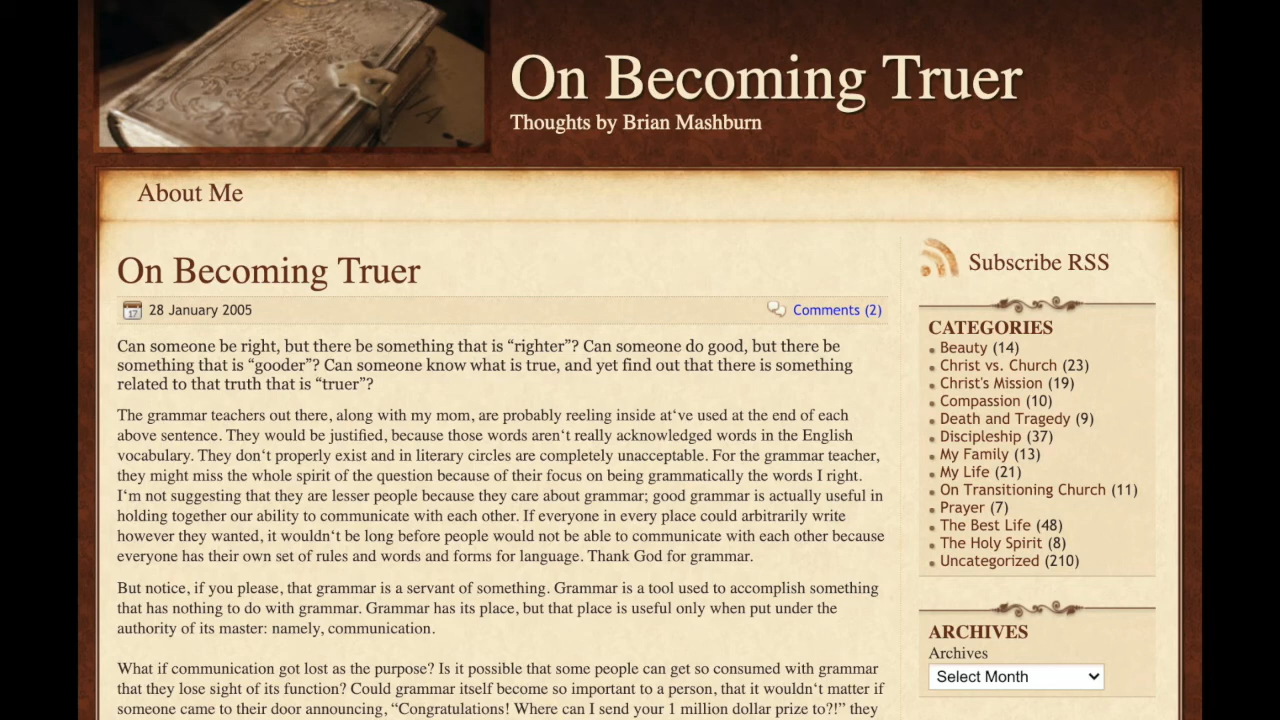 On Becoming Truer
Thoughts by Brian Mashburn
About Me
On Becoming Truer
28 January 2005
Comments (2)
Can someone be right, but there be something that is “righter”? Can someone do good, but there be
something that is “gooder”? Can someone know what is true, and yet find out that there is something
related to that truth that is “truer”?
The grammar teachers out there, along with my mom, are probably reeling inside at‘ve used at the end of each
above sentence. They would be justified, because those words aren‘t really acknowledged words in the English
vocabulary. They don‘t properly exist and in literary circles are completely unacceptable. For the grammar teacher,
they might miss the whole spirit of the question because of their focus on being grammatically the words I right.
I‘m not suggesting that they are lesser people because they care about grammar; good grammar is actually useful in
holding together our ability to communicate with each other. If everyone in every place could arbitrarily write
however they wanted, it wouldn‘t be long before people would not be able to communicate with each other because
everyone has their own set of rules and words and forms for language. Thank God for grammar.
But notice, if you please, that grammar is a servant of something. Grammar is a tool used to accomplish something
that has nothing to do with grammar. Grammar has its place, but that place is useful only when put under the
authority of its master: namely, communication.
What if communication got lost as the purpose? Is it possible that some people can get so consumed with grammar
that they lose sight of its function? Could grammar itself become so important to a person, that it wouldn‘t matter if
someone came to their door announcing, “Congratulations! Where can I send your 1 million dollar prize to?!” they
Subscribe RSS
CATEGORIES
Beauty (14)
Christ vs. Church (23)
Christ's Mission (19)
Compassion (10)
Death and Tragedy (9)
Discipleship (37)
My Family (13)
My Life (21)
On Transitioning Church (11)
Prayer (7)
The Best Life (48)
The Holy Spirit (8)
Uncategorized (210)
ARCHIVES
Archives
Select Month